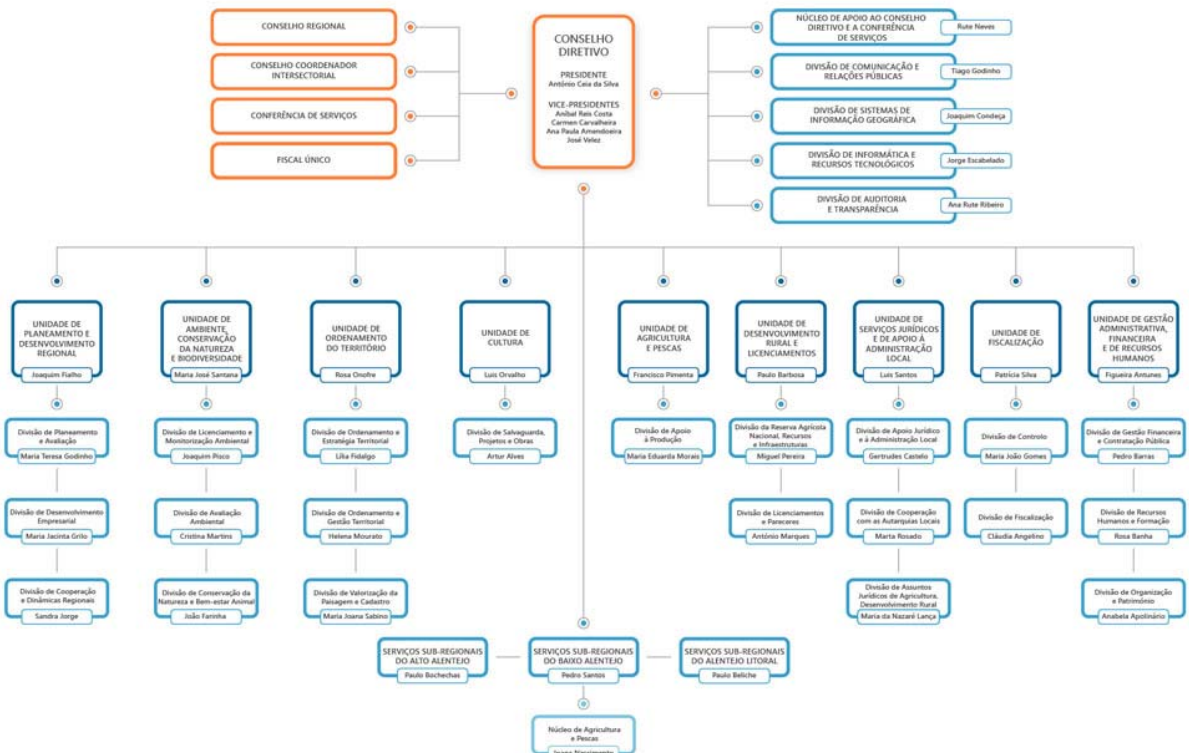 CONSELHO REGIONAL
CONSELHO COORDENADOR
INTERSECTORIAL
CONFERÊNCIA DE SERVIÇOS
FISCAL ÚNICO
CONSELHO
DIRETIVO
PRESIDENTE
António Ceia da Silva
VICE-PRESIDENTES
Aníbal Reis Costa
Carmen Carvalheira
Ana Paula Amendoeira
José Velez
NÚCLEO DE APOIO AO CONSELHO
DIRETIVO E A CONFERÊNCIA
DE SERVIÇOS
Rute Neves
DIVISÃO DE COMUNICAÇÃO E
RELAÇÕES PÚBLICAS
Tiago Godinho
DIVISÃO DE SISTEMAS DE
INFORMAÇÃO GEOGRÁFICA
Joaquim Condeça
DIVISÃO DE INFORMÁTICA E
RECURSOS TECNOLÓGICOS
Jorge Escabelado
DIVISÃO DE AUDITORIA
E TRANSPARÊNCIA
Ana Rute Ribeiro
UNIDADE DE
PLANEAMENTO E
DESENVOLVIMENTO
REGIONAL
Joaquim Fialho
UNIDADE DE
AMBIENTE,
CONSERVAÇÃO
DA NATUREZA
E BIODIVERSIDADE
Maria José Santana
UNIDADE DE
ORDENAMENTO
DO TERRITÓRIO
Rosa Onofre
UNIDADE DE
CULTURA
Luis Orvalho
UNIDADE DE
AGRICULTURA
E PESCAS
Francisco Pimenta
UNIDADE DE
DESENVOLVIMENTO
RURAL E
LICENCIAMENTOS
Paulo Barbosa
UNIDADE DE
SERVIÇOS JURÍDICOS
E DE APOIO À
ADMINISTRAÇÃO
LOCAL
Luis Santos
UNIDADE DE
FISCALIZAÇÃO
Patrícia Silva
UNIDADE DE GESTÃO
ADMINISTRATIVA,
FINANCEIRA
E DE RECURSOS
HUMANOS
Figueira Antunes
Divisão de Planeamento
e Avaliação
Maria Teresa Godinho
Divisão de Licenciamento e
Monitorização Ambiental
Joaquim Pisco
Divisão de Ordenamento e
Estratégia Territorial
Lília Fidalgo
Divisão de Salvaguarda,
Projetos e Obras
Artur Alves
Divisão de Apoio
à Produção
Maria Eduarda Morais
Divisão da Reserva Agrícola
Nacional, Recursos
e Infraestruturas
Miguel Pereira
Divisão de Apoio Jurídico
e à Administração Local
Gertrudes Castelo
Divisão de Controlo
Maria João Gomes
Divisão de Gestão Financeira
e Contratação Pública
Pedro Barras
Divisão de Desenvolvimento
Empresarial
Maria Jacinta Grilo
Divisão de Avaliação
Ambiental
Cristina Martins
Divisão de Ordenamento e
Gestão Territorial
Helena Mourato
Divisão de Licenciamentos
e Pareceres
António Marques
Divisão de Cooperação
com as Autarquias Locais
Marta Rosado
Divisão de Fiscalização
Cláudia Angelino
Divisão de Recursos
Humanos e Formação
Rosa Banha
Divisão de Cooperação
e Dinâmicas Regionais
Sandra Jorge
Divisão de Conservação da
Natureza e Bem-estar Animal
João Farinha
Divisão de Valorização da
Paisagem e Cadastro
Maria Joana Sabino
Divisão de Assuntos
Jurídicos de Agricultura,
Desenvolvimento Rural
Maria da Nazaré Lança
Divisão de Organização
e Património
Anabela Apolinário
SERVIÇOS SUB-REGIONAIS
DO ALTO ALENTEJO
Paulo Bochechas
SERVIÇOS SUB-REGIONAIS
DO BAIXO ALENTEJO
Pedro Santos
SERVIÇOS SUB-REGIONAIS
DO ALENTEJO LITORAL
Paulo Beliche
Núcleo de Agricultura
e Pescas